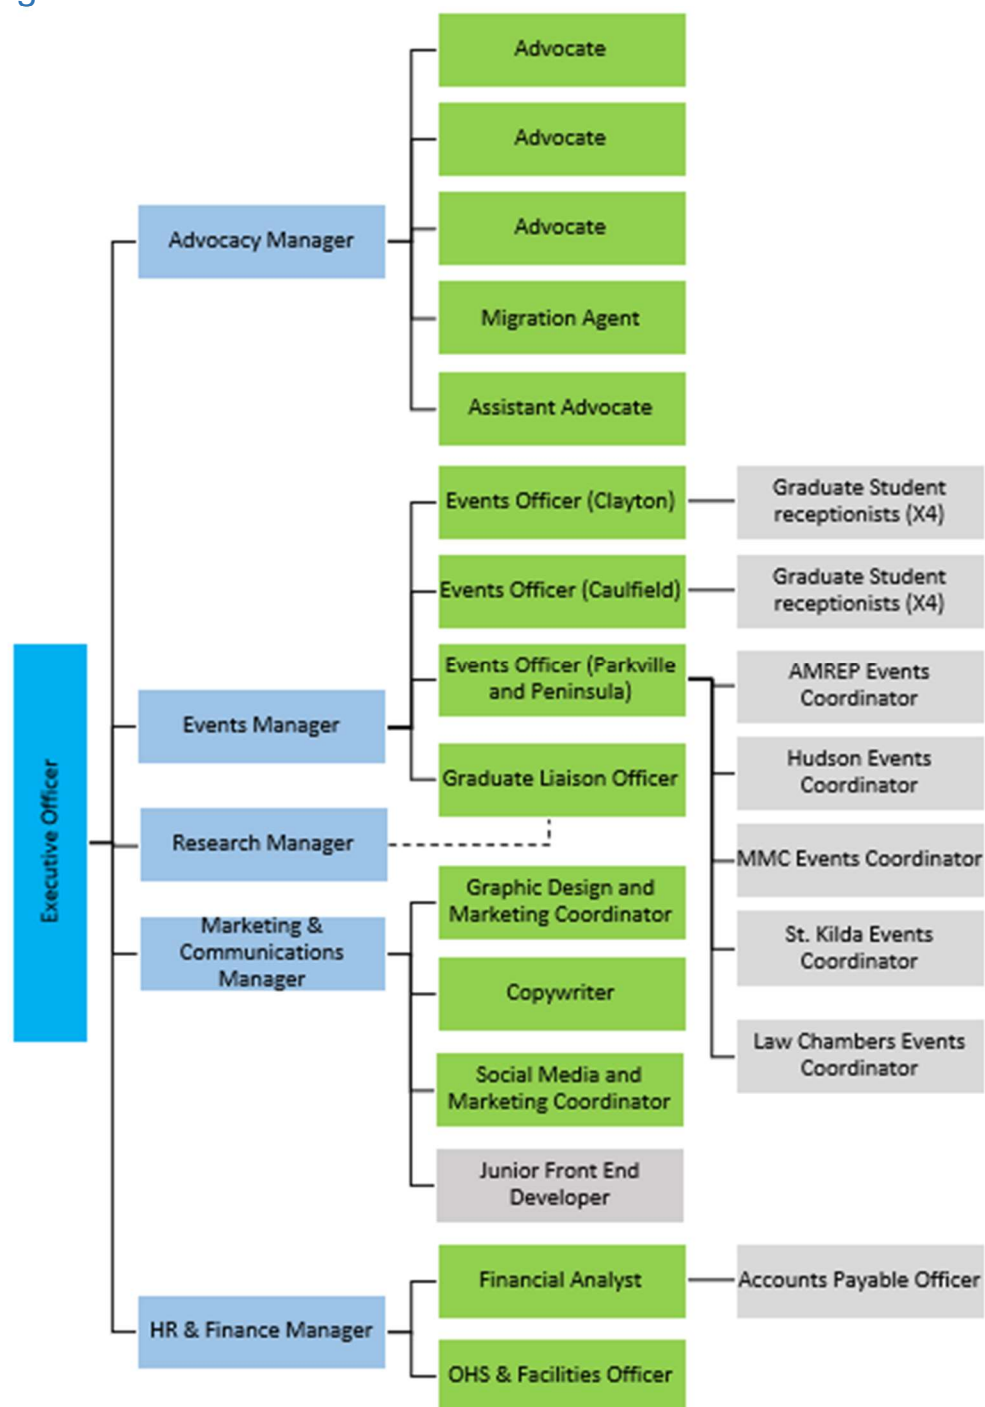 Advocate
Advocate
Advocate
Advocacy Manager
Migration Agent
Assistant Advocate
Events Officer (Clayton)
Graduate Student
receptionists (X4)
Events Officer (Caulfield)
Graduate Student
receptionists (X4)
Events Officer (Parkville
and Peninsula)
AMREP Events
Coordinator
Events Manager
Hudson Events
Coordinator
Graduate Liaison Officer
Executive Officer
Research Manager
MMC Events Coordinator
Graphic Design and
Marketing Coordinator
Marketing &
Communications
Manager
St. Kilda Events
Coordinator
Copywriter
Law Chambers Events
Coordinator
Social Media and
Marketing Coordinator
Junior Front End
Developer
Financial Analyst
Accounts Payable Officer
HR & Finance Manager
OHS & Facilities Officer